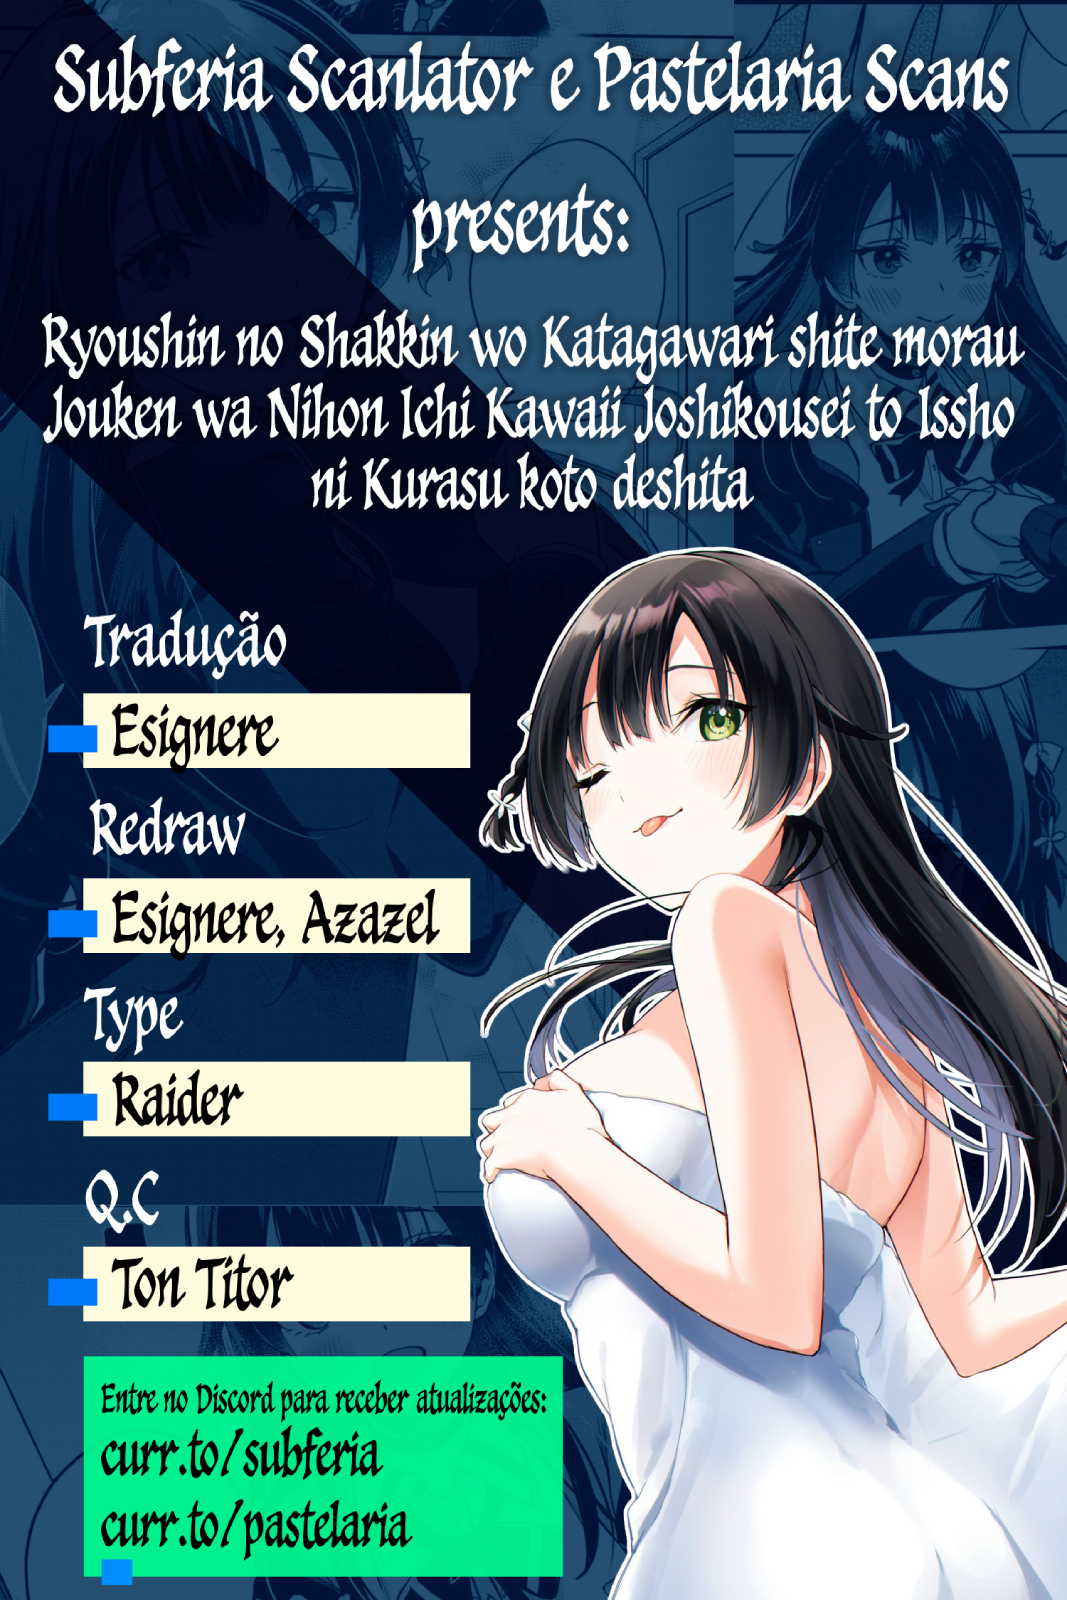 Subferia Scanlator e Pastelaria Scans
presents:
Ryoushin no Shakkin wo Katagawari shite morau
Jouken wa Nihon Ichi Kawaii Joshikousei to Issho
ni Kurasu koto deshita
Tradução
Esignere
Redraw
Esignere, Azazel
Type
Raider
Q.C
Ton Titor
Entre no Discord para receber atualizações:
curr.to/subferia
curr.to/pastelaria